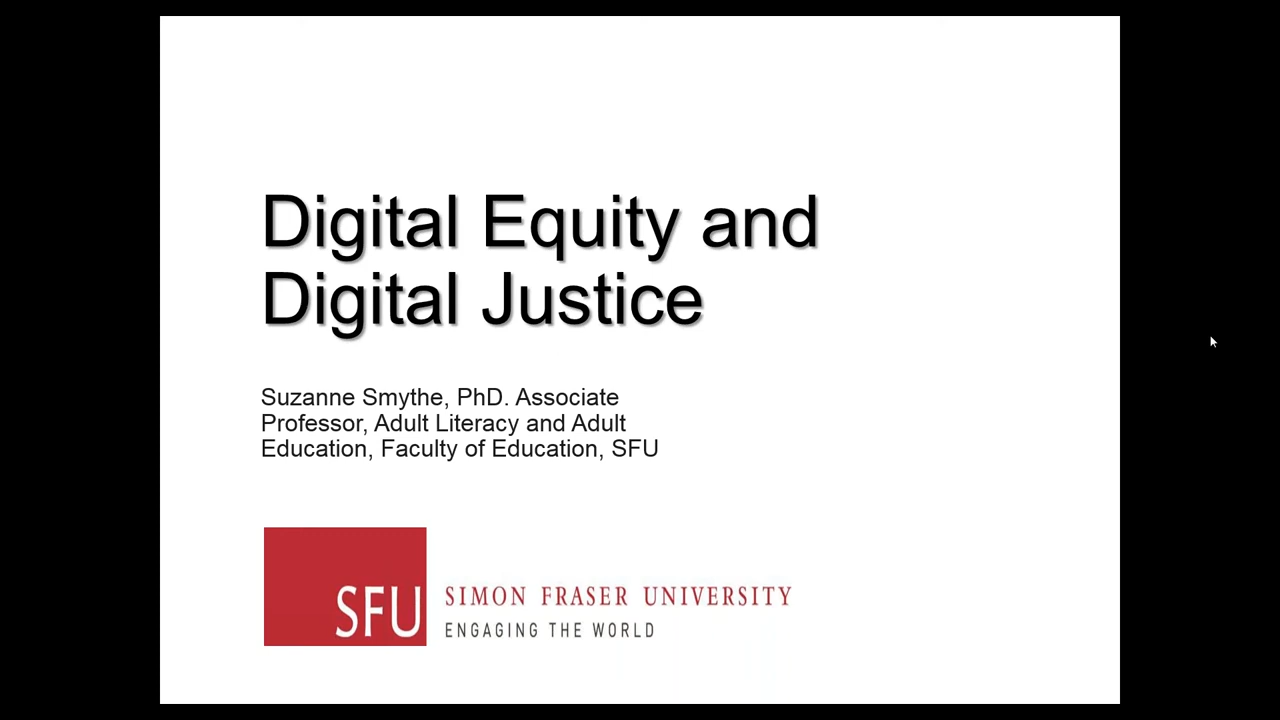 Digital Equity and
Digital Justice
Suzanne Smythe, PhD. Associate
Professor, Adult Literacy and Adult
Education, Faculty of Education, SFU
SFU
SIMON FRASER UNIVERSITY
ENGAGING THE WORLD